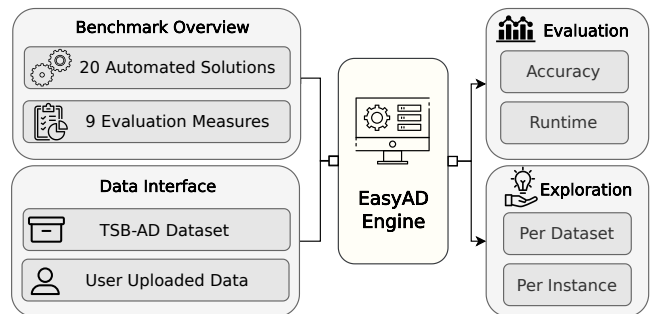 Benchmark Overview
20 Automated Solutions
9 Evaluation Measures
Data Interface
TSB-AD Dataset
User Uploaded Data
EasyAD
Engine
Evaluation
Accuracy
Runtime
Exploration
Per Dataset
Per Instance